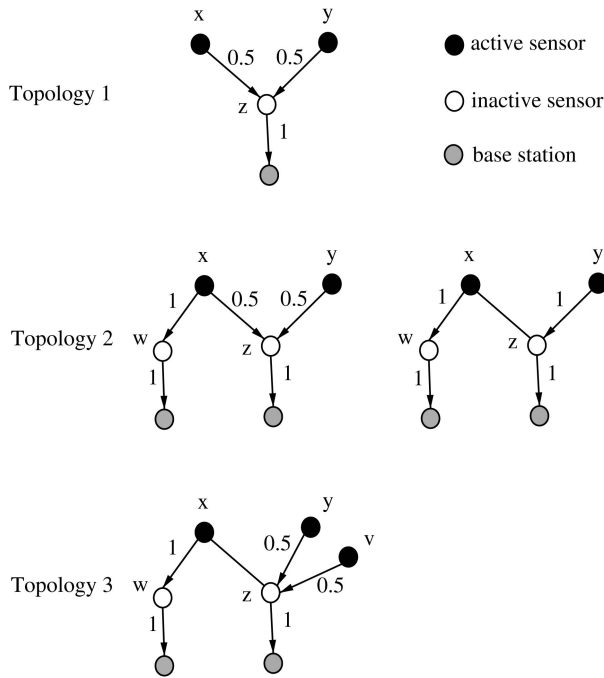 x y
0.5 0.5
Topology 1
z
1
active sensor
inactive sensor
base station
x y
1 0.5 0.5
Topology 2
w z
1 1
x y
1 1
w z
1 1
x y
v
1 0.5
0.5
Topology 3
w z
1 1